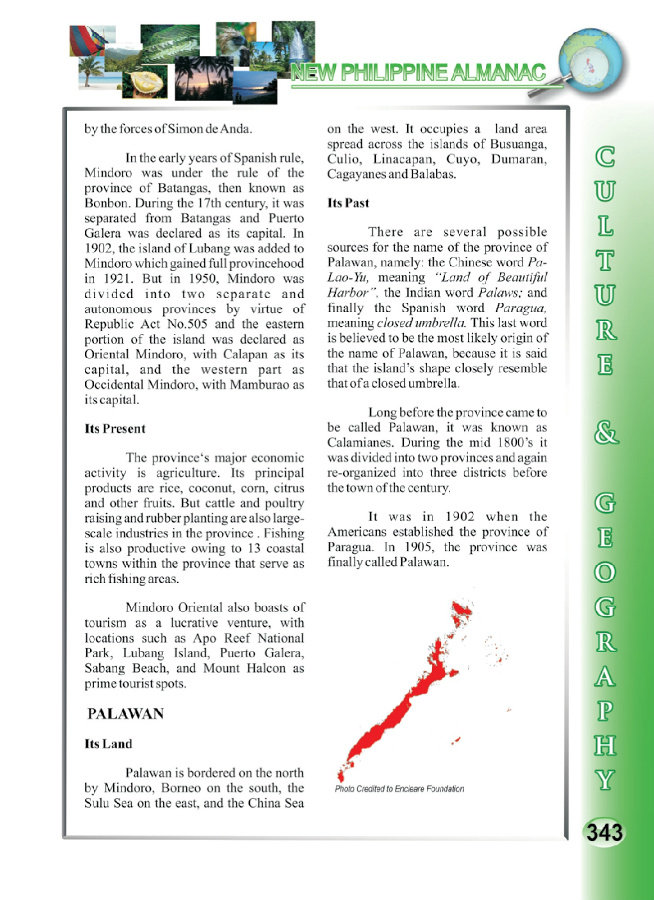 NEW PHILIPPINE ALMANAC
by the forces of Simon de Anda.
In the early years of Spanish rule,
Mindoro was under the rule of the
province of Batangas, then known as
Bonbon. During the 17th century, it was
separated from Batangas and Puerto
Galera was declared as its capital. In
1902, the island of Lubang was added to
Mindoro which gained full provincehood
in 1921. But in 1950, Mindoro was
divided into two separate and
autonomous provinces by virtue of
Republic Act No.505 and the eastern
portion of the island was declared as
Oriental Mindoro, with Calapan as its
capital, and the western part as
Occidental Mindoro, with Mamburao as
its capital.
Its Present
The province‘s major economic
activity is agriculture. Its principal
products are rice, coconut, corn, citrus
and other fruits. But cattle and poultry
raising and rubber planting are also large-
scale industries in the province . Fishing
is also productive owing to 13 coastal
towns within the province that serve as
rich fishing areas.
Mindoro Oriental also boasts of
tourism as a lucrative venture, with
locations such as Apo Reef National
Park, Lubang Island, Puerto Galera,
Sabang Beach, and Mount Halcon as
prime tourist spots.
PALAWAN
Its Land
Palawan is bordered on the north
by Mindoro, Borneo on the south, the
Sulu Sea on the east, and the China Sea
on the west. It occupies a land area
spread across the islands of Busuanga,
Culio, Linacapan, Cuyo, Dumaran,
Cagayanes and Balabas.
Its Past
There are several possible
sources for the name of the province of
Palawan, namely: the Chinese word Pa-
Lao-Yu, meaning “Land of Beautiful
Harbor”, the Indian word Palaws; and
finally the Spanish word Paragua,
meaning closed umbrella. This last word
is believed to be the most likely origin of
the name of Palawan, because it is said
that the island’s shape closely resemble
that of a closed umbrella.
Long before the province came to
be called Palawan, it was known as
Calamianes. During the mid 1800’s it
was divided into two provinces and again
re-organized into three districts before
the town of the century.
It was in 1902 when the
Americans established the province of
Paragua. In 1905, the province was
finally called Palawan.
Photo Credited to Encleare Foundation
CULTURE & GEOGRAPHY
343